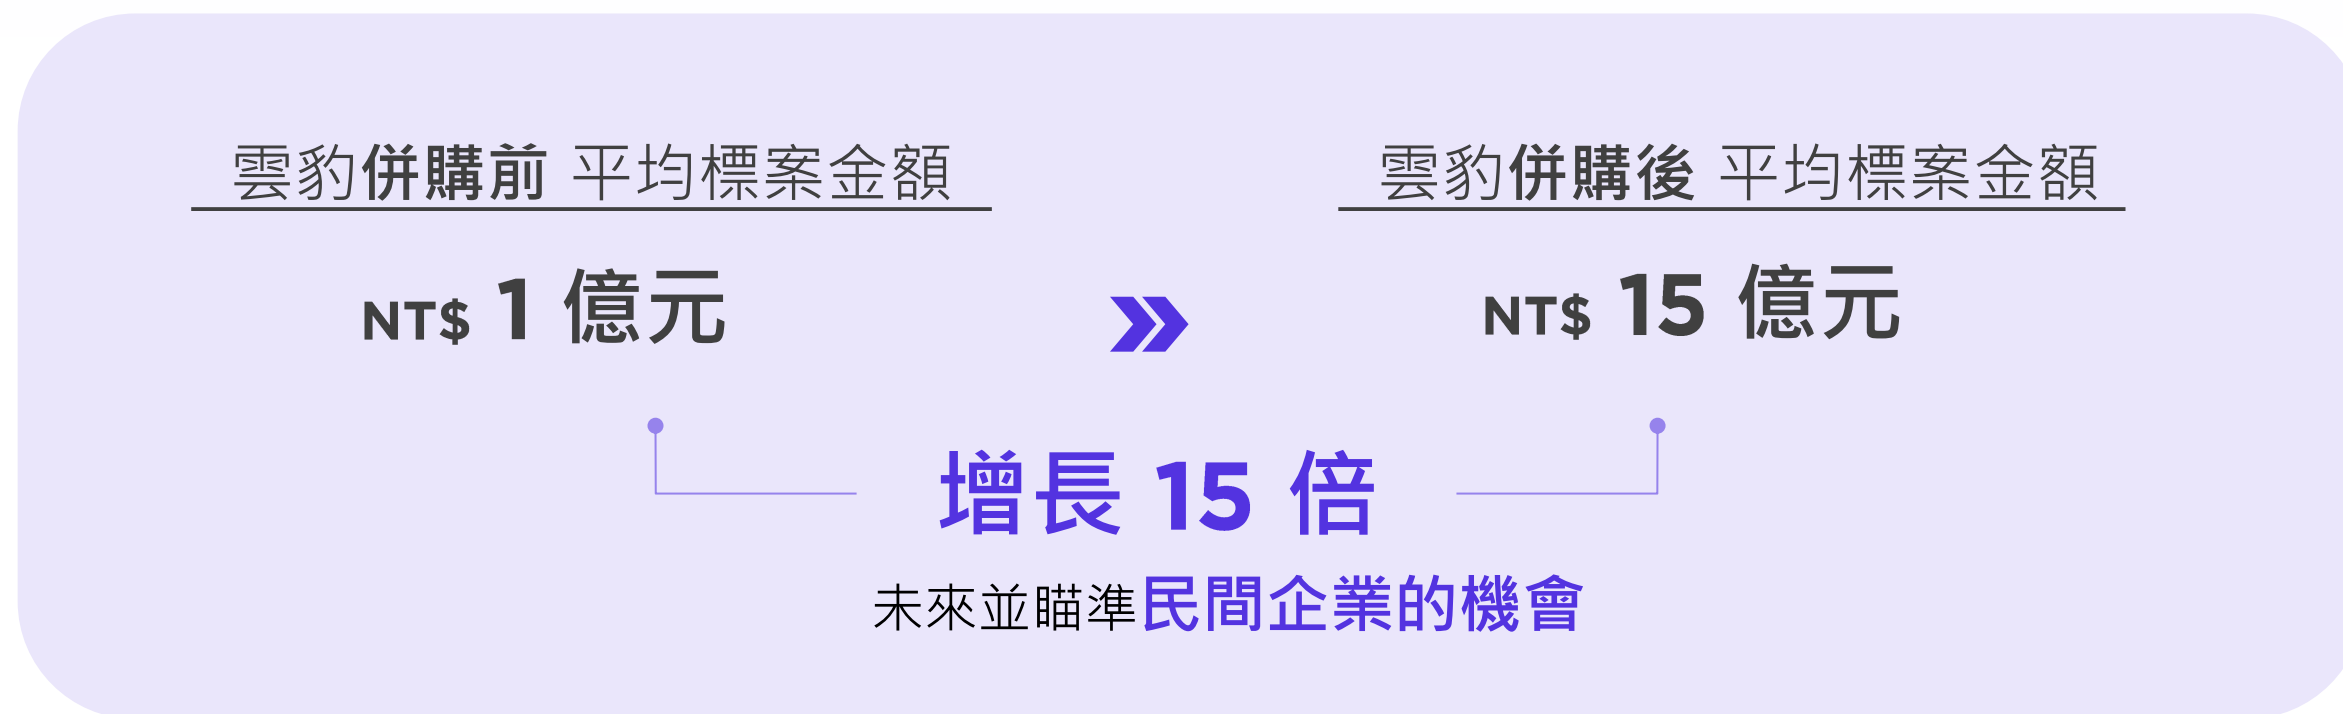 雲豹併購前 平均標案金額
NT$ 1 億元
雲豹併購後 平均標案金額
NT$ 15 億元
增長 15 倍
未來並瞄準民間企業的機會